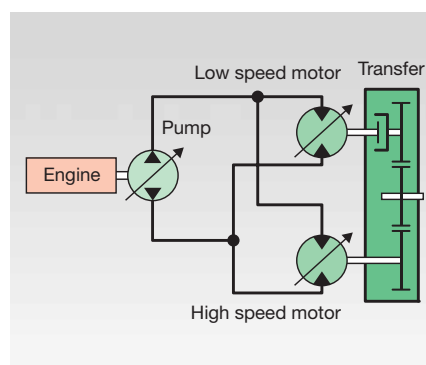 Low speed motor
Transfer
Pump
Engine
High speed motor